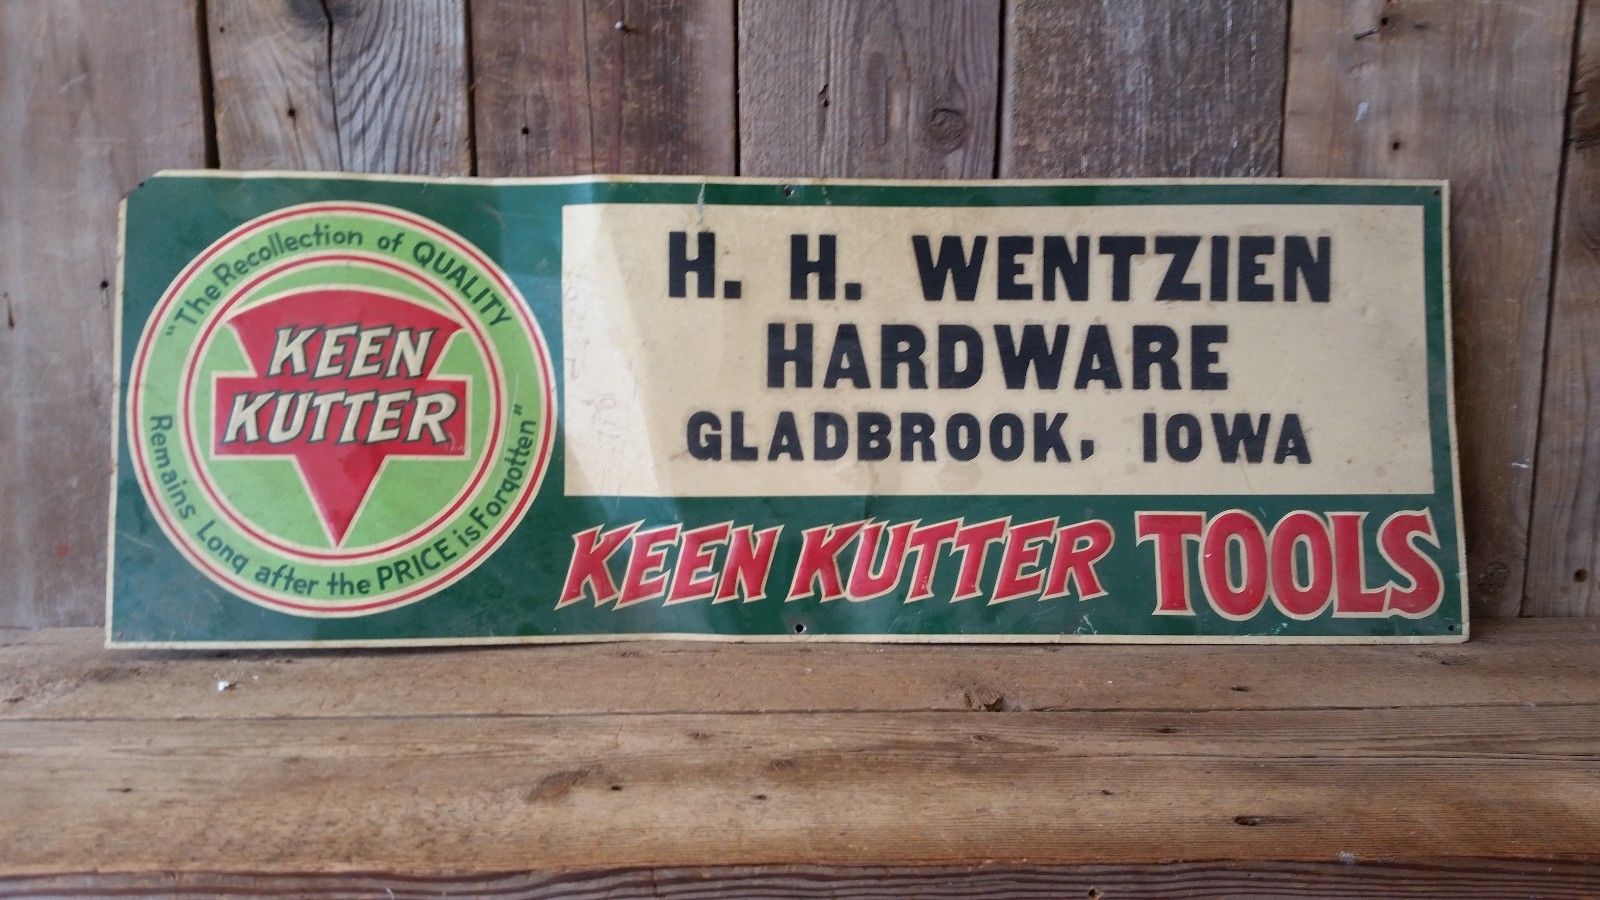 "The Recollection of QUALITY
Remains Long after the PRICE is Forgotten"
KEEN
KUTTER
H. H. WENTZIEN
HARDWARE
GLADBROOK, IOWA
KEEN KUTTER TOOLS